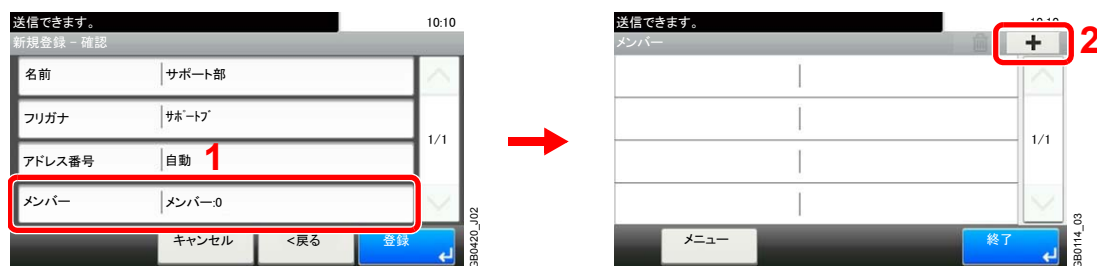 送信できます。
10:10
新規登録 - 確認
名前
サポート部
フリガナ
ｻﾎﾟｰﾄﾌﾞ
1/1
アドレス番号
自動
1
メンバー
メンバー:0
キャンセル
<戻る
登録
GB0420_J02
送信できます。
10:10
メンバー
+
2
1/1
メニュー
終了
GB0114_03